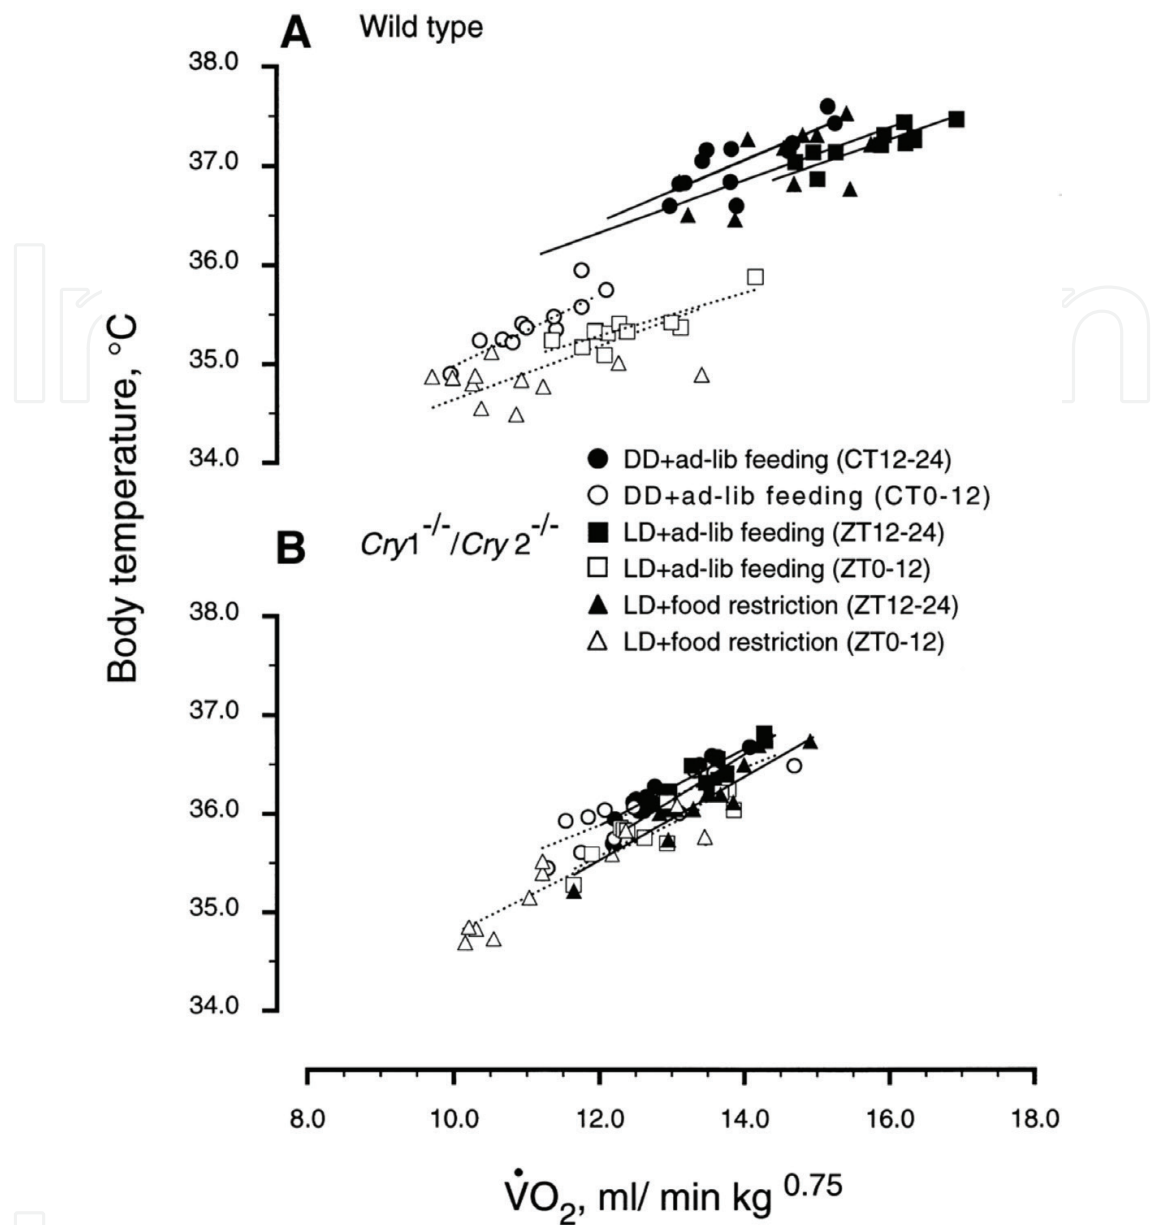 A Wild type
38.0
37.0
36.0
35.0
34.0
Body temperature, °C
DD+ad-lib feeding (CT12-24)
DD+ad-lib feeding (CT0-12)
LD+ad-lib feeding (ZT12-24)
LD+ad-lib feeding (ZT0-12)
LD+food restriction (ZT12-24)
LD+food restriction (ZT0-12)
B Cry1-/-/Cry 2-/-
38.0
37.0
36.0
35.0
34.0
8.0 10.0 12.0 14.0 16.0 18.0
V̇O2, ml/ min kg 0.75